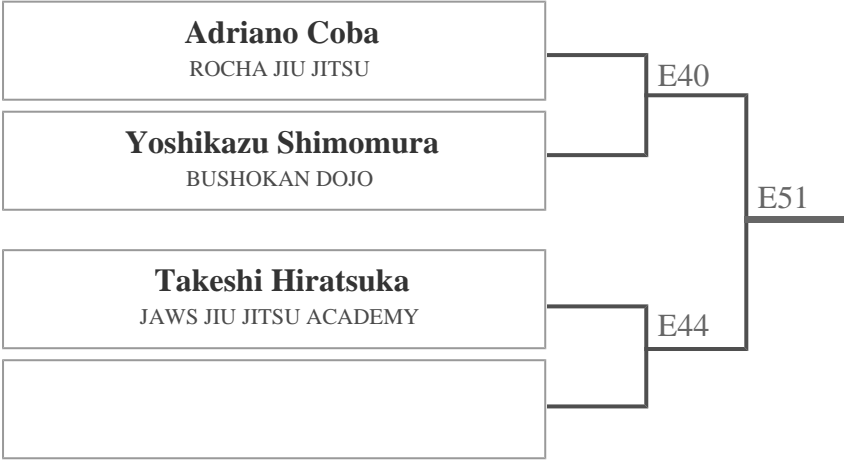 Adriano Coba
ROCHA JIU JITSU
E40
Yoshikazu Shimomura
BUSHOKAN DOJO
E51
Takeshi Hiratsuka
JAWS JIU JITSU ACADEMY
E44